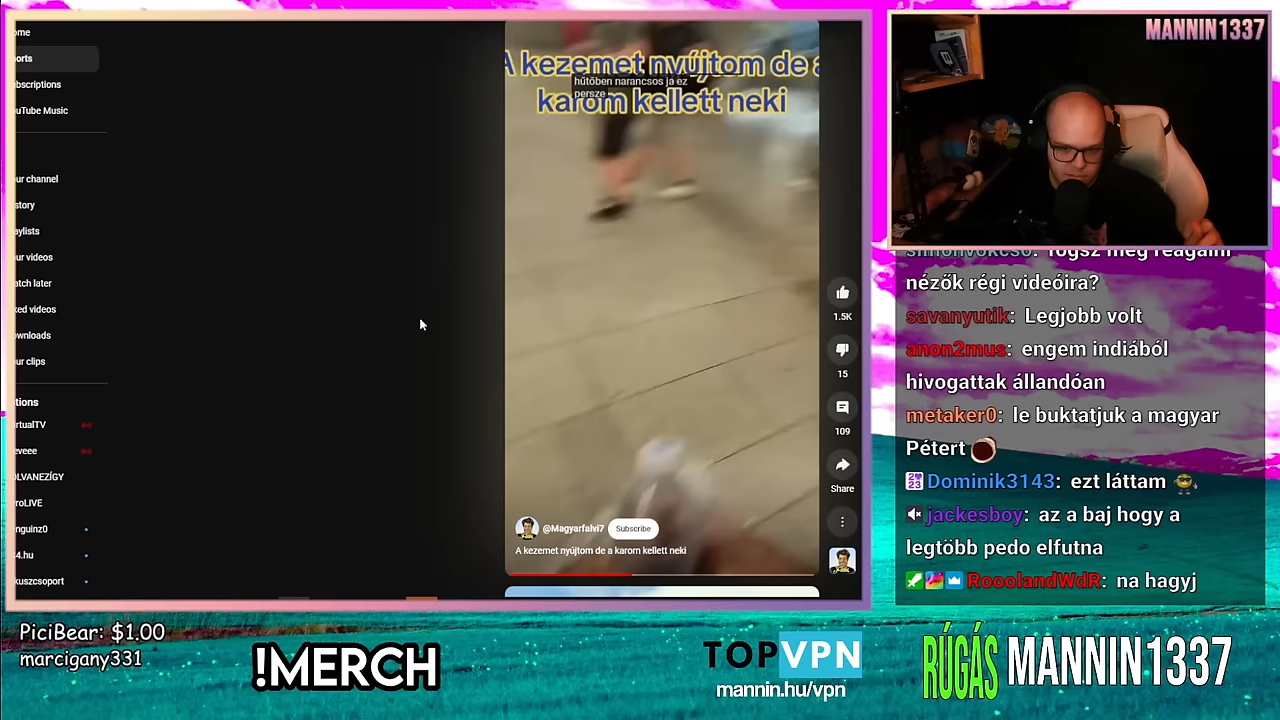 ome
orts
bscriptions
uTube Music
ur channel
story
aylists
ur videos
atch later
ked videos
wnloads
ur clips
tions
rtualTV
eveee
OLVANEZÍGY
roLIVE
nguinz0
4.hu
kuszcsoport
A kezemet nyújtom de a
karom kellett neki
hűtőben narancsos ja ez
persze
1.5K
15
109
Share
@Magyarfalvi7 Subscribe
A kezemet nyújtom de a karom kellett neki
MANNIN1337
nézők régi videóira?
savanyutik: Legjobb volt
anon2mus: engem indiából
hivogattak állandóan
metaker0: le buktatjuk a magyar
Pétert
Dominik3143: ezt láttam
jackesboy: az a baj hogy a
legtöbb pedo elfutna
RooolandWdR: na hagyj
PiciBear: $1.00
marcigany331
!MERCH
TOPVPN
mannin.hu/vpn
RÚGÁS MANNIN1337